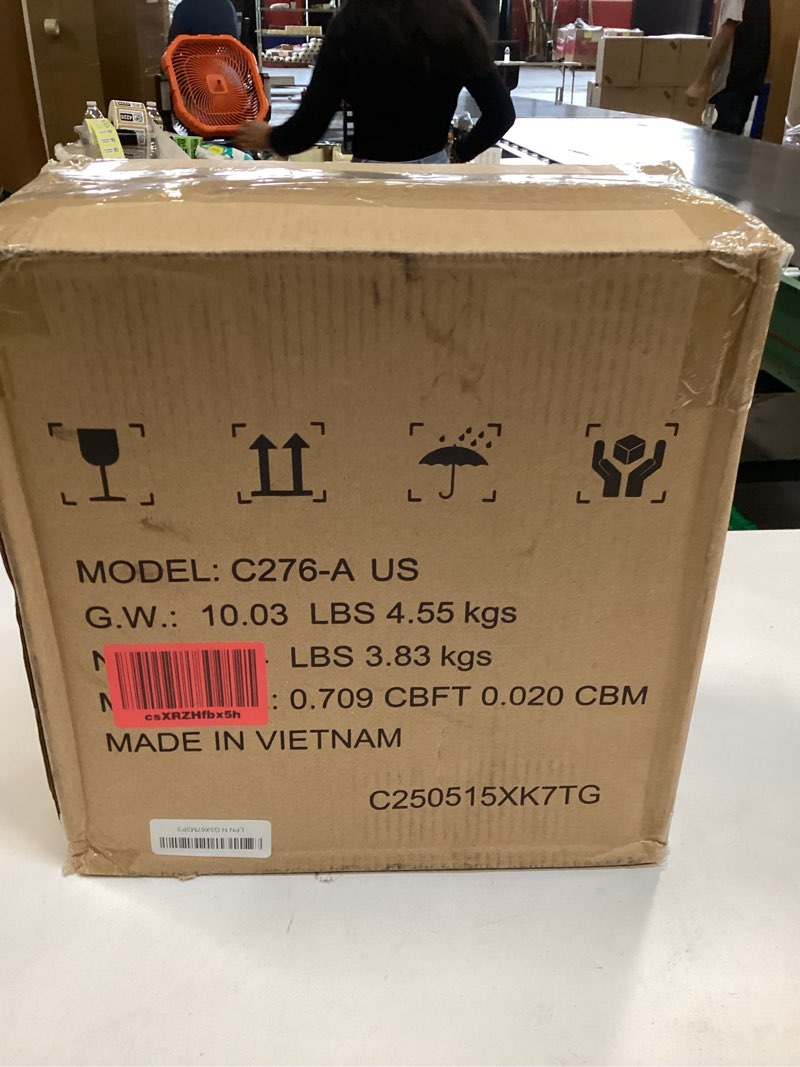 MODEL: C276-A US
G.W.: 10.03 LBS 4.55 kgs
LBS 3.83 kgs
: 0.709 CBFT 0.020 CBM
csXRZHfbx5h
MADE IN VIETNAM
C250515XK7TG